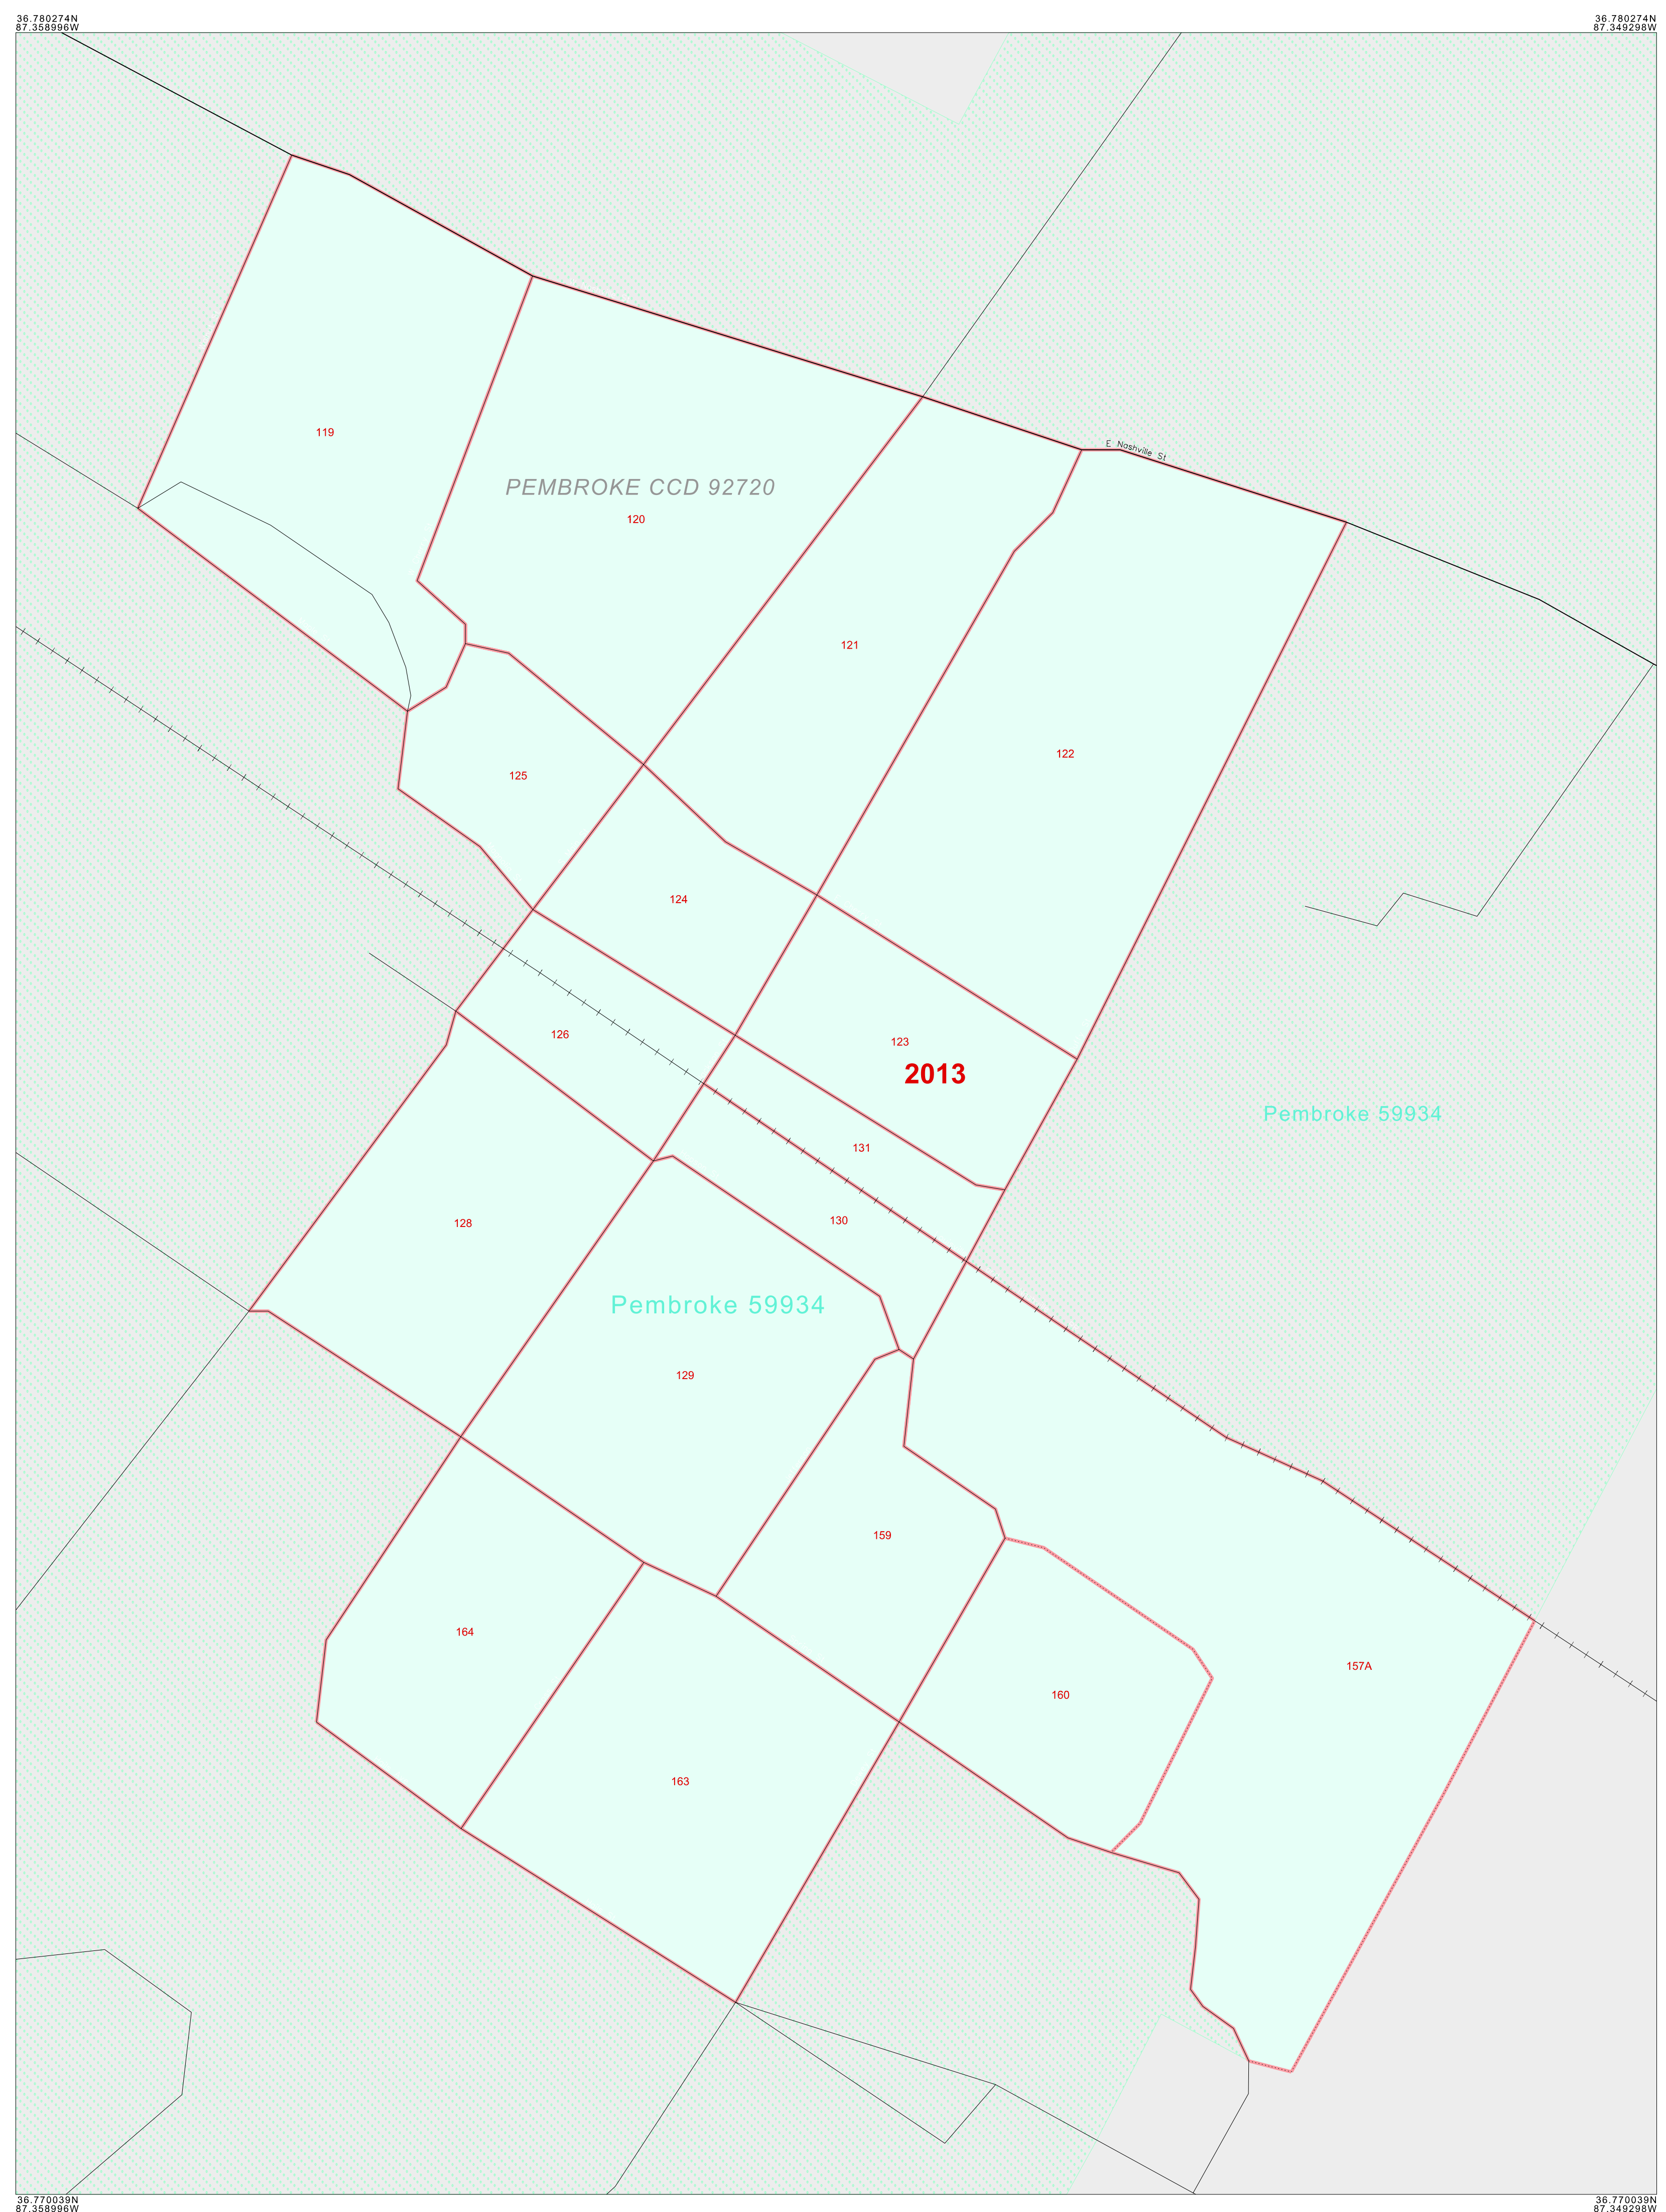 36.780274N
87.358996W
36.780274N
87.349298W
E Nashville St
119
PEMBROKE CCD 92720
120
121
122
125
124
126
123
2013
Pembroke 59934
131
128
130
Pembroke 59934
129
159
164
157A
160
163
36.770039N
87.358996W
36.770039N
87.349298W